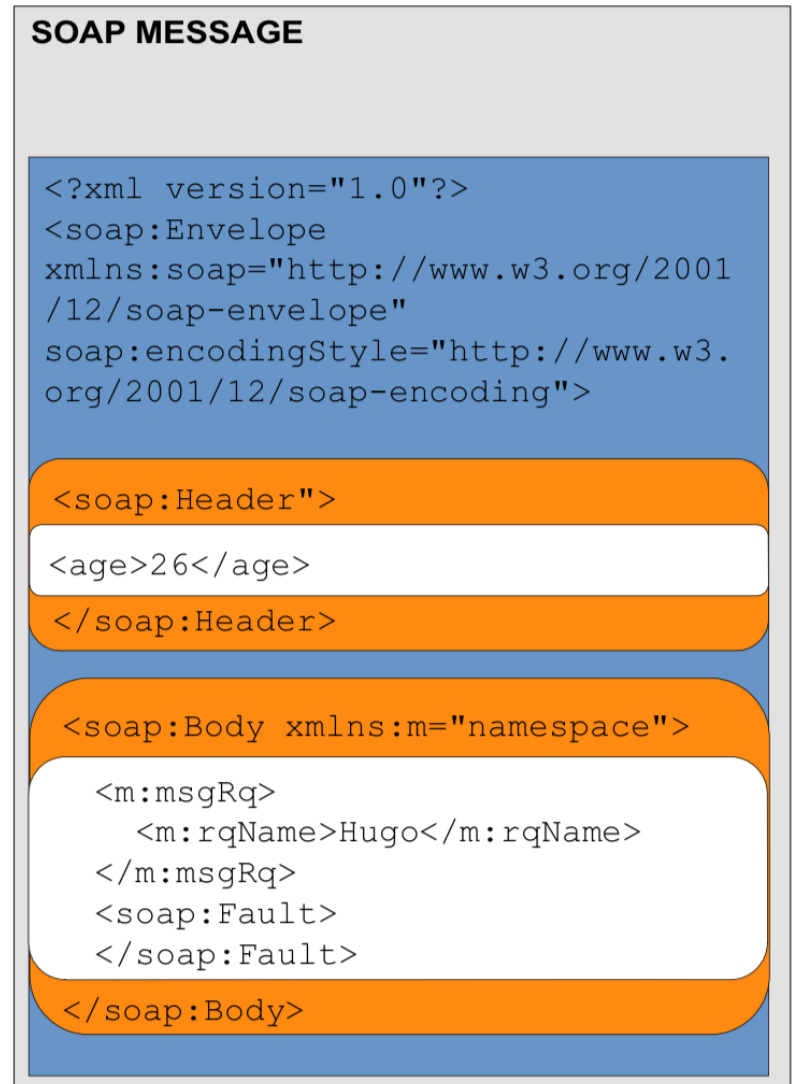 SOAP MESSAGE
<?xml version="1.0"?>
<soap:Envelope
xmlns:soap="http://www.w3.org/2001
/12/soap-envelope"
soap:encodingStyle="http://www.w3.
org/2001/12/soap-encoding">
<soap:Header">
<age>26</age>
</soap:Header>
<soap:Body xmlns:m="namespace">
<m:msgRq>
<m:rqName>Hugo</m:rqName>
</m:msgRq>
<soap:Fault>
</soap:Fault>
</soap:Body>